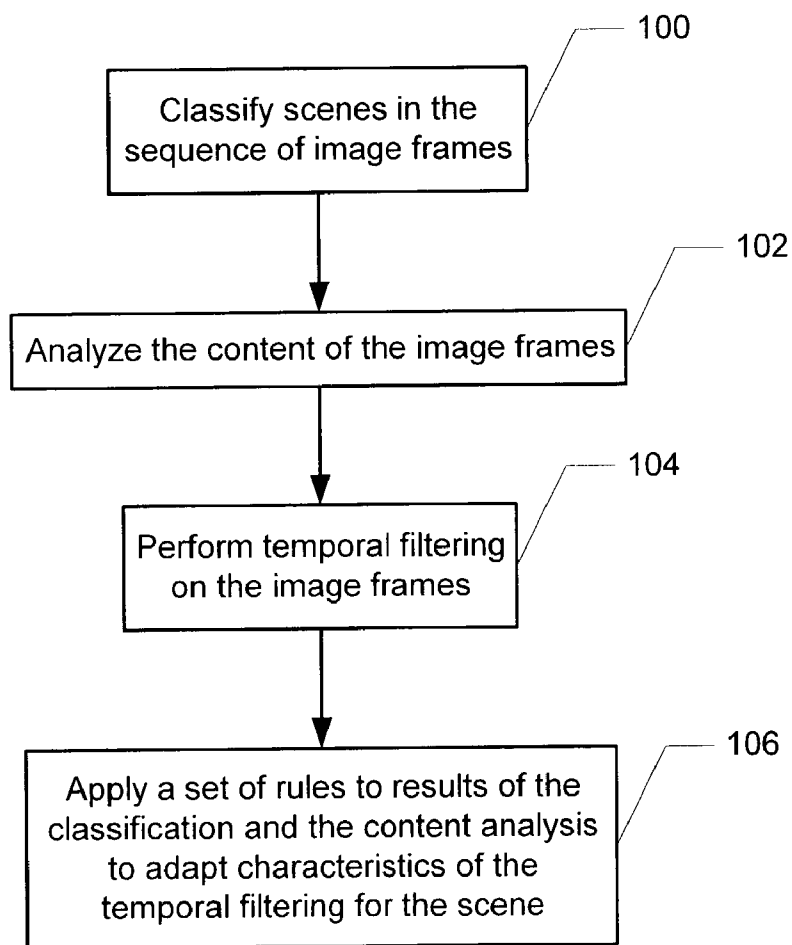 100
Classify scenes in the
sequence of image frames
102
Analyze the content of the image frames
104
Perform temporal filtering
on the image frames
106
Apply a set of rules to results of the
classification and the content analysis
to adapt characteristics of the
temporal filtering for the scene